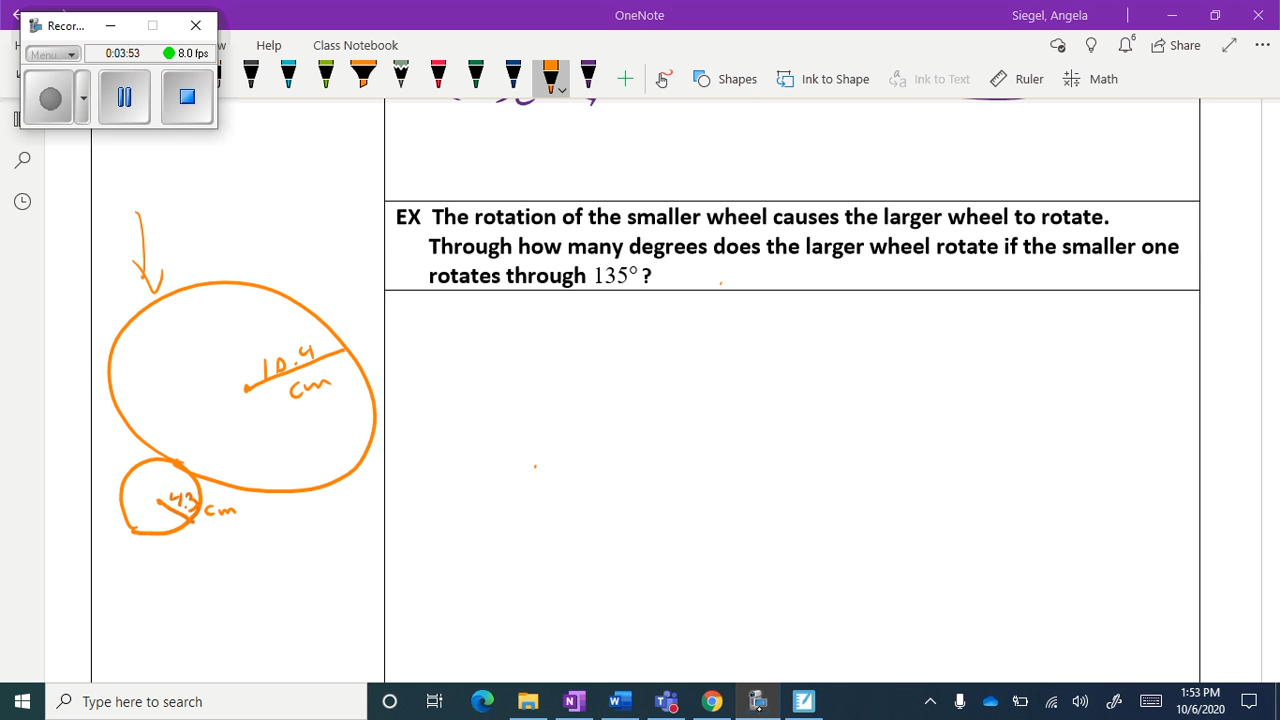 OneNote
Siegel, Angela
Recor...
Menu
00:03:53
8.0 fps
Help
Class Notebook
Share
Shapes
Ink to Shape
Ink to Text
Ruler
Math
EX The rotation of the smaller wheel causes the larger wheel to rotate.
Through how many degrees does the larger wheel rotate if the smaller one
rotates through 135° ?
10.4
cm
4.3 cm
Type here to search
1:53 PM
10/6/2020